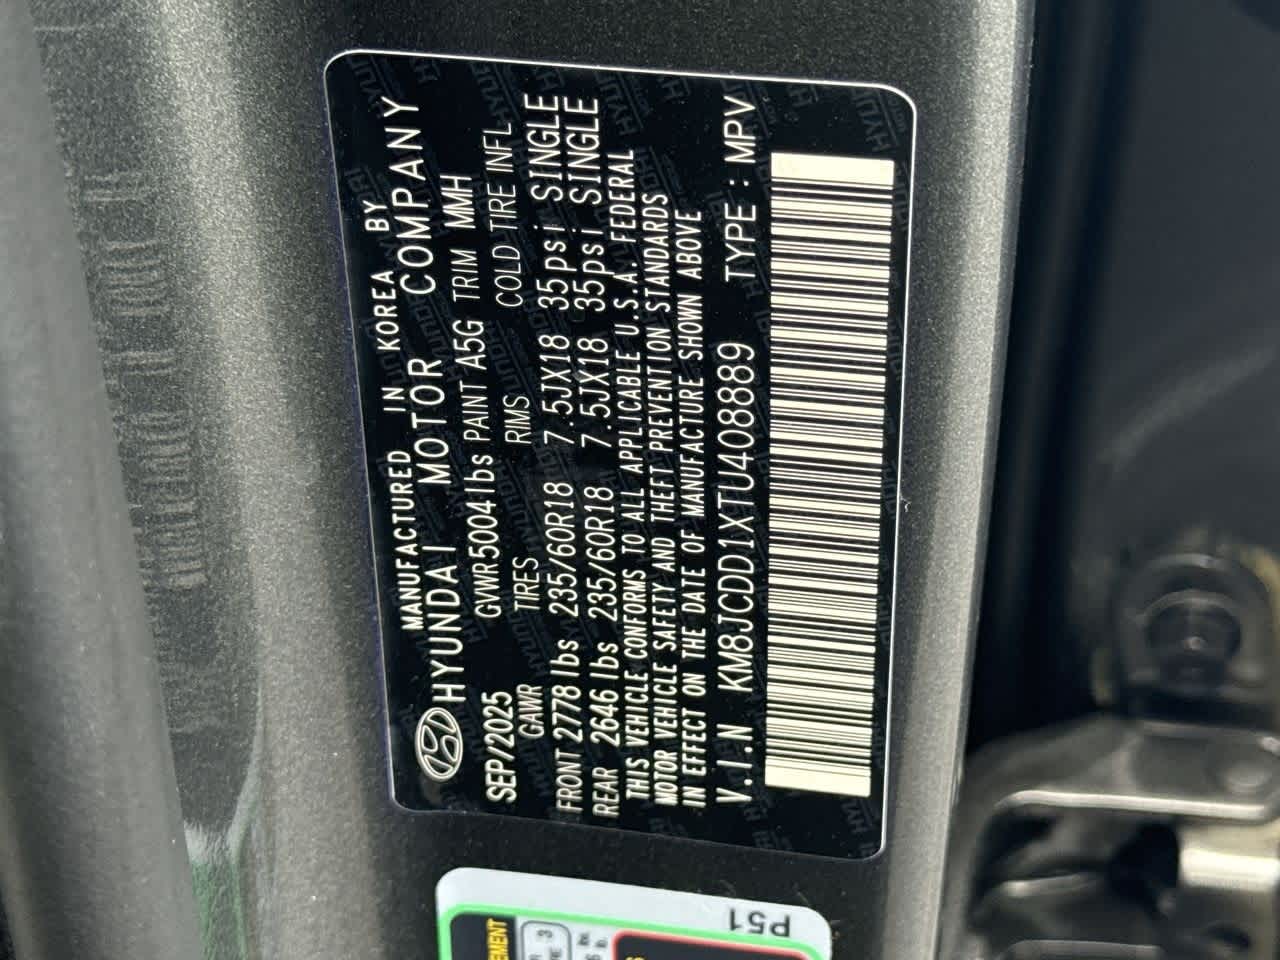 MANUFACTURED IN KOREA BY
HYUNDAI MOTOR COMPANY
SEP/2025 GVWR5004lbs PAINT A5G TRIM MMH
GAWR TIRES RIMS COLD TIRE INFL
FRONT 2778lbs 235/60R18 7.5JX18 35psi SINGLE
REAR 2646lbs 235/60R18 7.5JX18 35psi SINGLE
THIS VEHICLE CONFORMS TO ALL APPLICABLE U.S.A. FEDERAL
MOTOR VEHICLE SAFETY AND THEFT PREVENTION STANDARDS
IN EFFECT ON THE DATE OF MANUFACTURE SHOWN ABOVE
V.I.N KM8JCDD1XTU408889 TYPE : MPV
P51